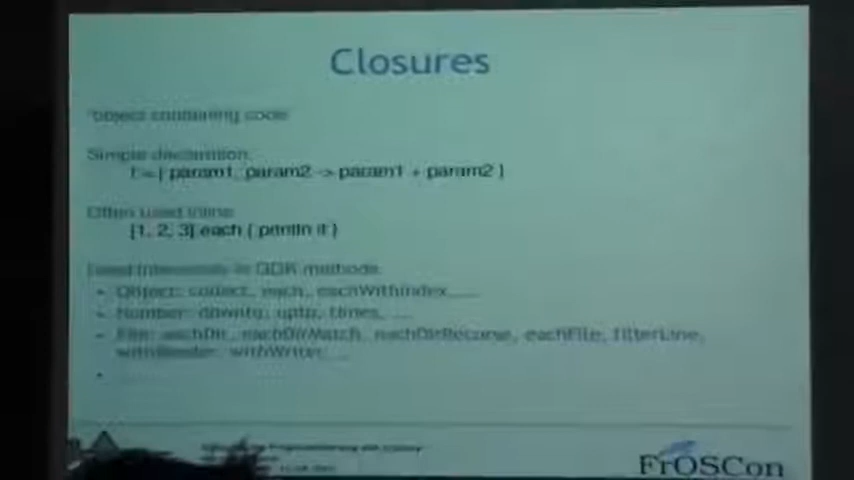 Closures
"object containing code"
Simple declaration:
f = { param1, param2 -> param1 + param2 }
Often used inline:
[1, 2, 3].each { println it }
Used intensively in GDK methods
Object: collect, each, eachWithIndex, ...
Number: downto, upto, times, ...
File: eachDir, eachDirMatch, eachDirRecurse, eachFile, filterLine,
withReader, withWriter, ...
...
FrOSCon